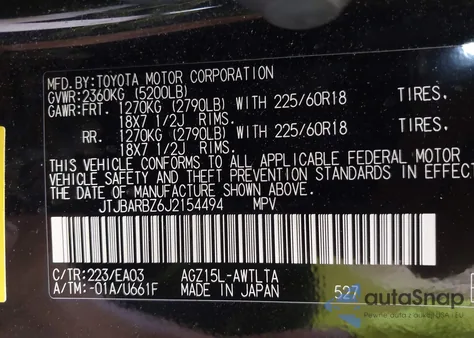 MFD.BY:TOYOTA MOTOR CORPORATION
GVWR:2360KG (5200LB)
GAWR:FRT. 1270KG (2790LB) WITH 225/60R18 TIRES.
18X7 1/2J RIMS.
RR. 1270KG (2790LB) WITH 225/60R18 TIRES.
18X7 1/2J RIMS.
THIS VEHICLE CONFORMS TO ALL APPLICABLE FEDERAL MOTOR
VEHICLE SAFETY AND THEFT PREVENTION STANDARDS IN EFFECT
THE DATE OF MANUFACTURE SHOWN ABOVE.
JTJBARBZ6J2154494 MPV
C/TR:223/EA03 AGZ15L-AWTLTA
A/TM:-01A/U661F MADE IN JAPAN 527
autoSnap